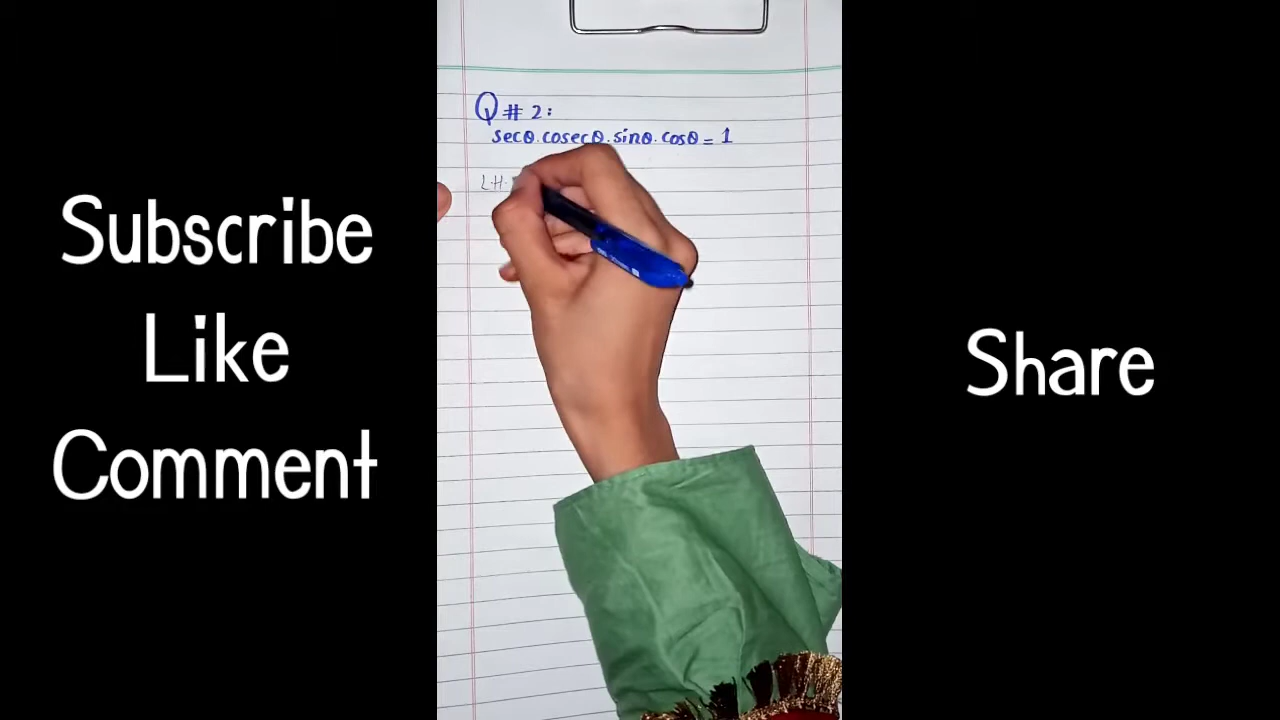 Subscribe
Like
Comment
Q # 2:
secθ.cosecθ.sinθ.cosθ = 1
L.H.
Share